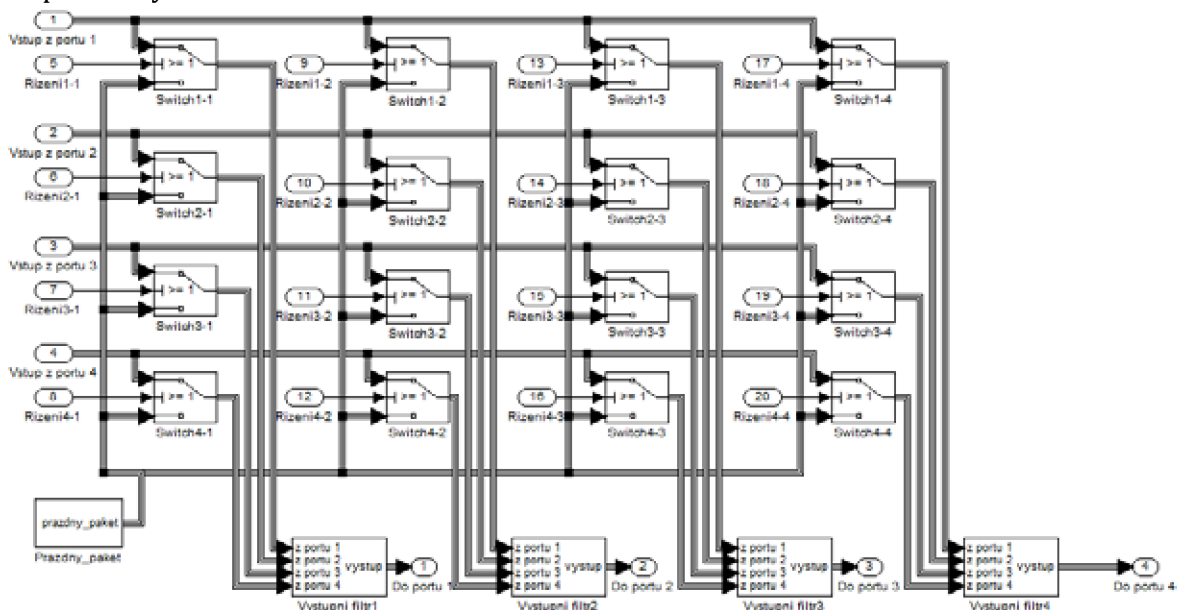 1
Vstup z portu 1
5
Rizeni1-1
>= 1
Switch1-1
9
Rizeni1-2
>= 1
Switch1-2
13
Rizeni1-3
>= 1
Switch1-3
17
Rizeni1-4
>= 1
Switch1-4
2
Vstup z portu 2
6
Rizeni2-1
>= 1
Switch2-1
10
Rizeni2-2
>= 1
Switch2-2
14
Rizeni2-3
>= 1
Switch2-3
18
Rizeni2-4
>= 1
Switch2-4
3
Vstup z portu 3
7
Rizeni3-1
>= 1
Switch3-1
11
Rizeni3-2
>= 1
Switch3-2
15
Rizeni3-3
>= 1
Switch3-3
19
Rizeni3-4
>= 1
Switch3-4
4
Vstup z portu 4
8
Rizeni4-1
>= 1
Switch4-1
12
Rizeni4-2
>= 1
Switch4-2
16
Rizeni4-3
>= 1
Switch4-3
20
Rizeni4-4
>= 1
Switch4-4
prazdny_paket
Prazdny_paket
z portu 1
z portu 2
z portu 3
z portu 4
vystup
Vystupni filtr1
1
Do portu 1
z portu 1
z portu 2
z portu 3
z portu 4
vystup
Vystupni filtr2
2
Do portu 2
z portu 1
z portu 2
z portu 3
z portu 4
vystup
Vystupni filtr3
3
Do portu 3
z portu 1
z portu 2
z portu 3
z portu 4
vystup
Vystupni filtr4
4
Do portu 4